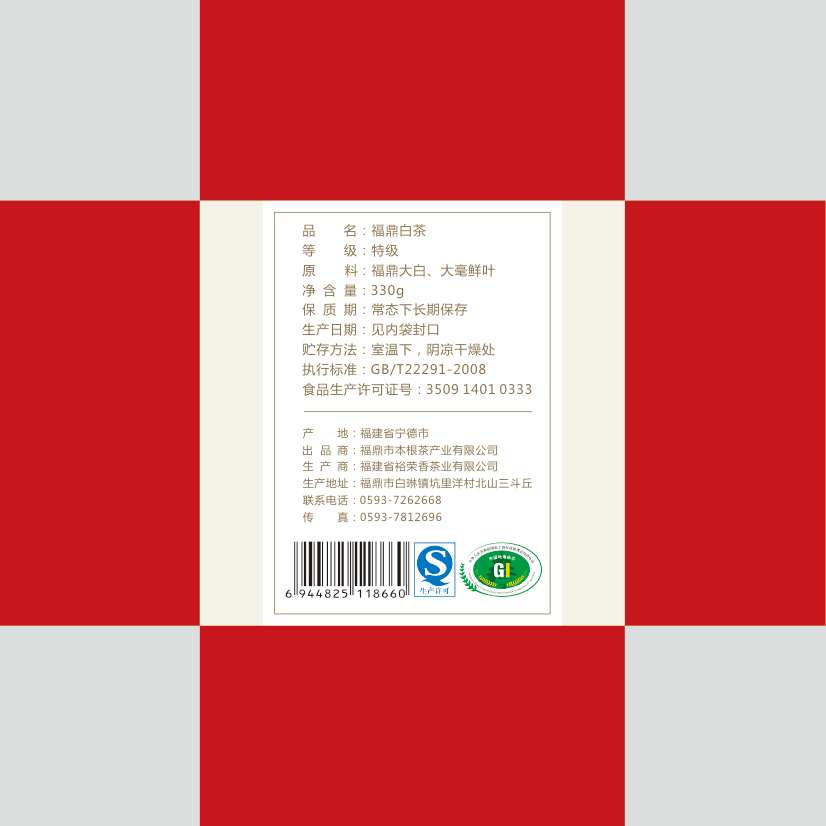 品 名：福鼎白茶
等 级：特级
原 料：福鼎大白、大毫鲜叶
净 含 量：330g
保 质 期：常态下长期保存
生产日期：见内袋封口
贮存方法：室温下，阴凉干燥处
执行标准：GB/T22291-2008
食品生产许可证号：3509 1401 0333
产 地：福建省宁德市
出 品 商：福鼎市本根茶产业有限公司
生 产 商：福建省裕荣香茶业有限公司
生产地址：福鼎市白琳镇坑里洋村北山三斗丘
联系电话：0593-7262668
传 真：0593-7812696
6 944825 118660
生产许可
GI